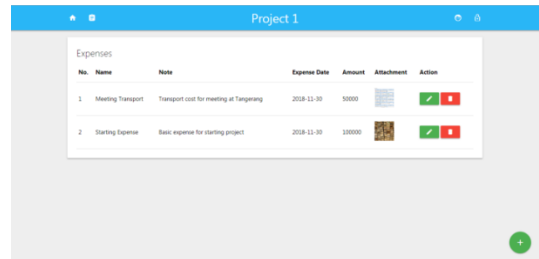 Project 1
Expenses
No. Name Note Expense Date Amount Attachment Action
1 Meeting Transport Transport cost for meeting at Tangerang 2018-11-30 50000
2 Starting Expense Basic expense for starting project 2018-11-30 100000
+